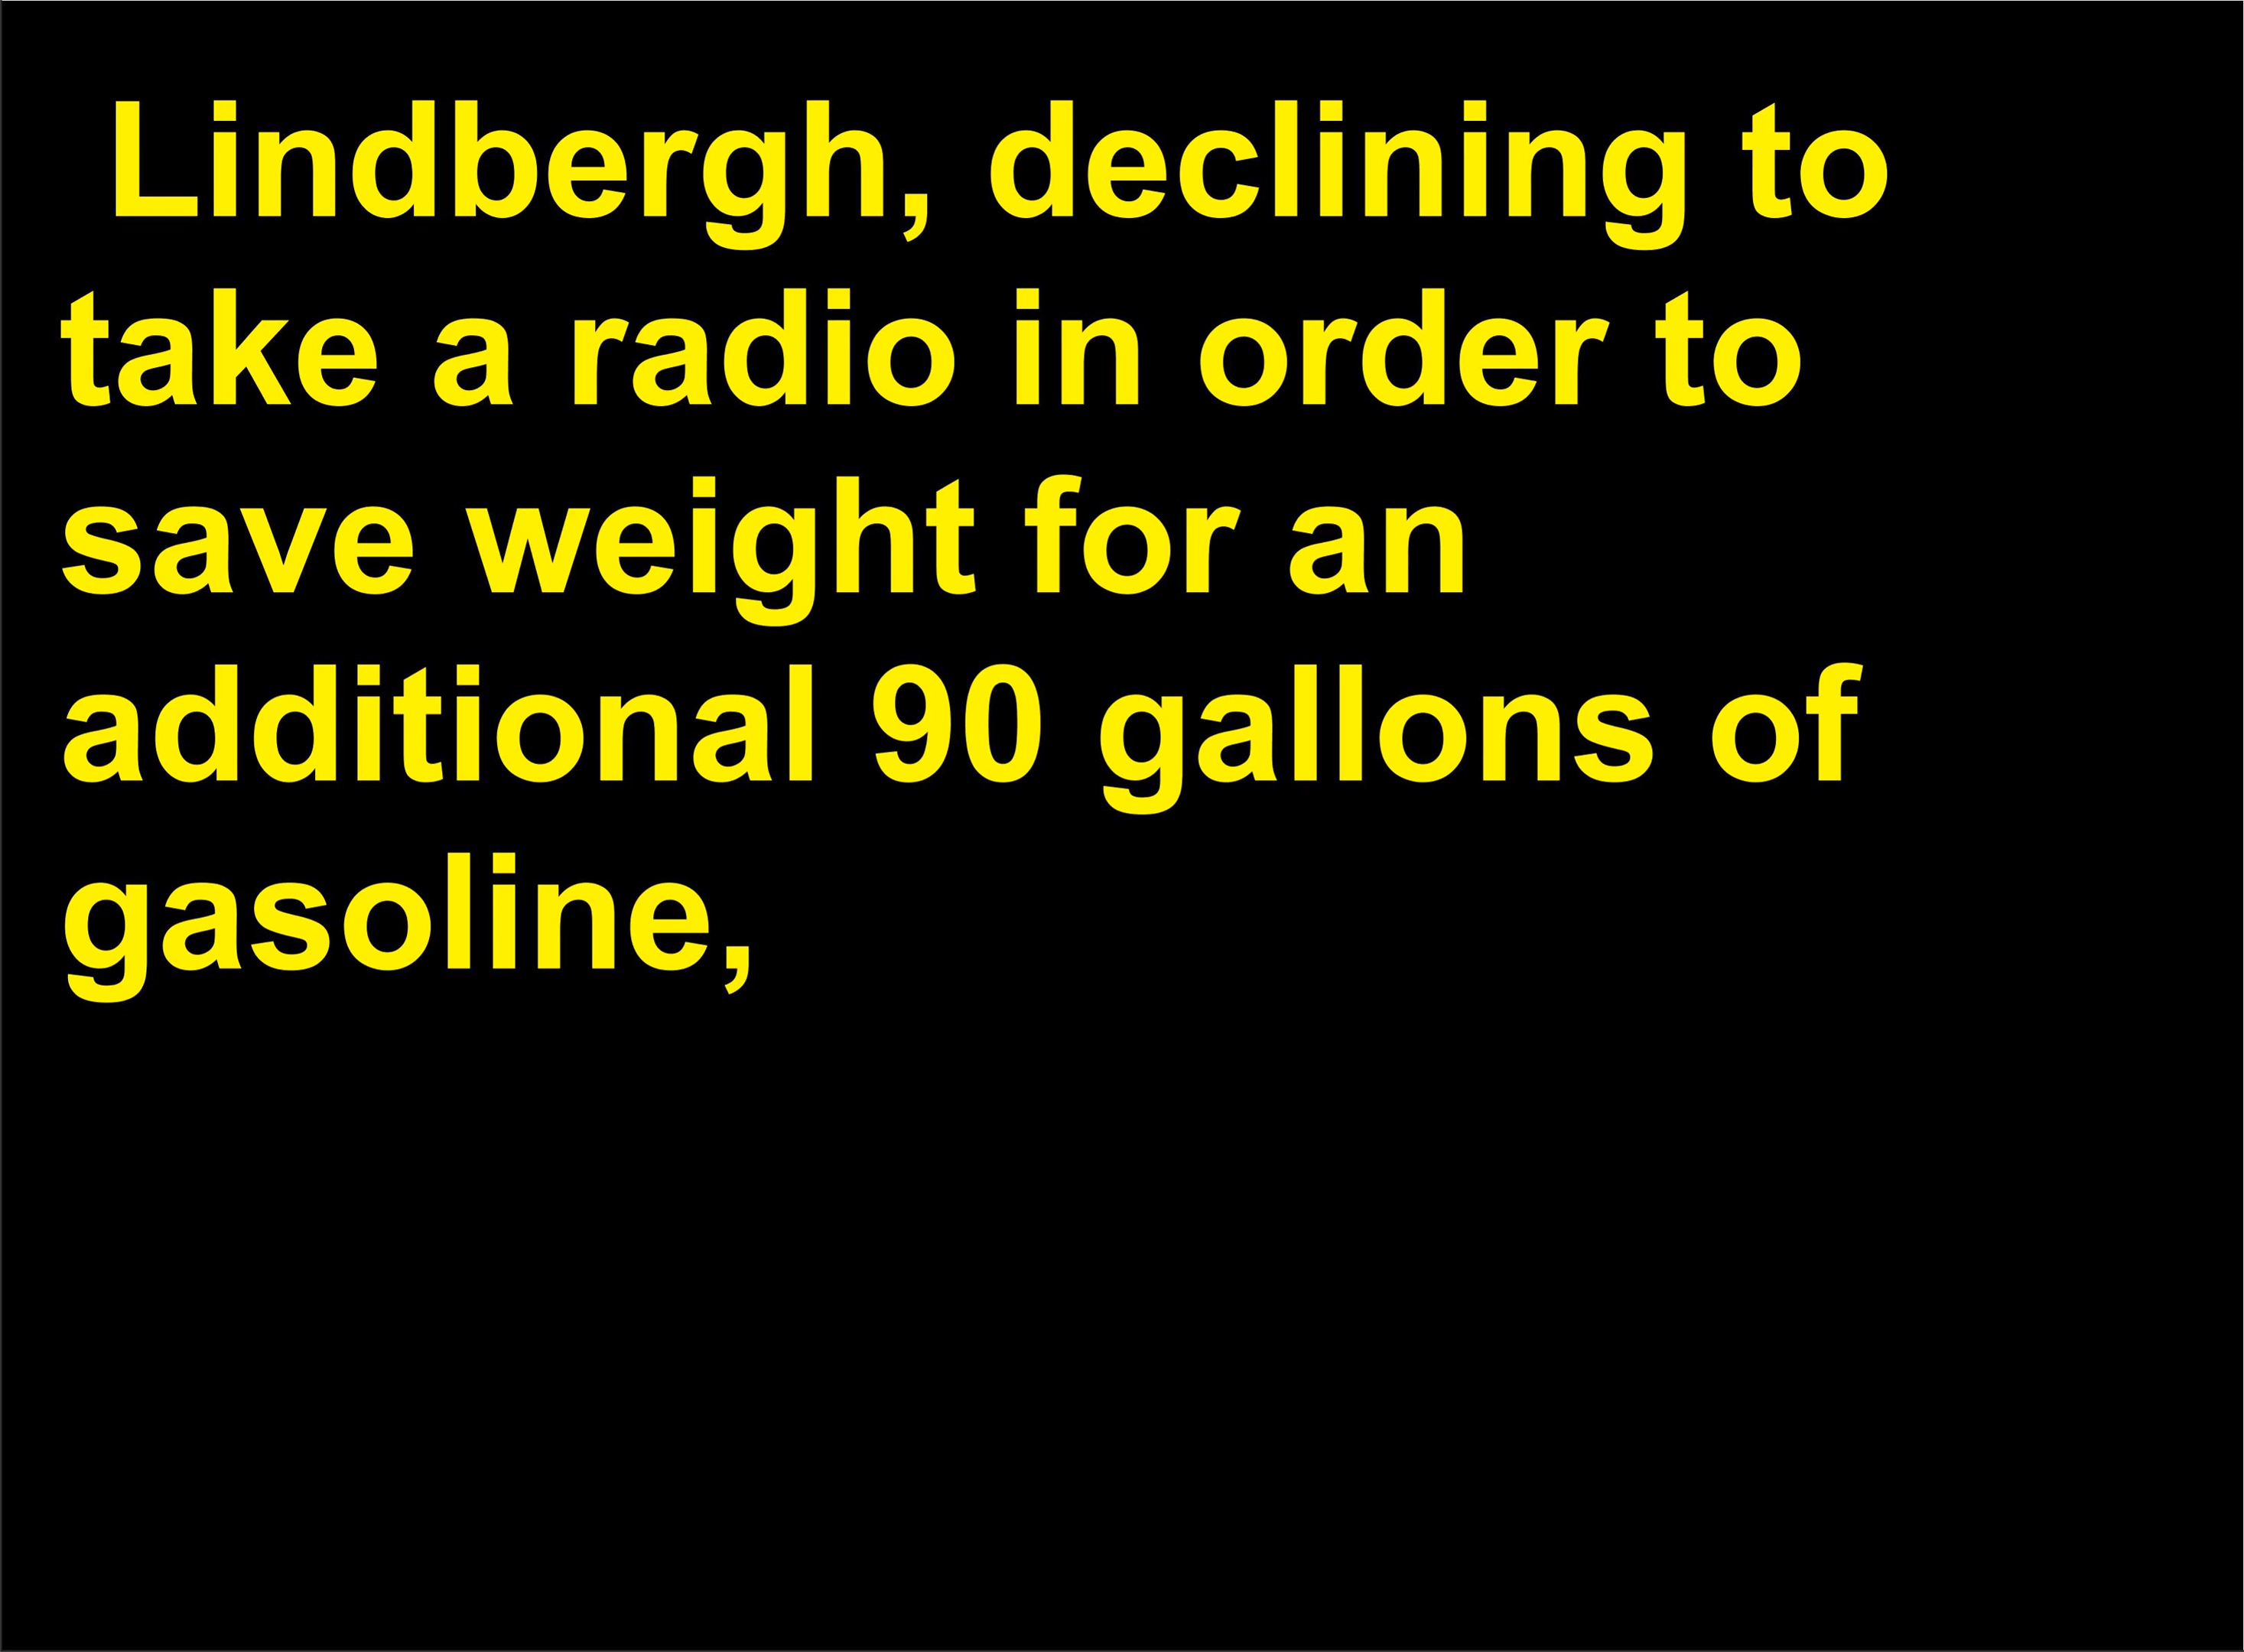 Lindbergh, declining to
take a radio in order to
save weight for an
additional 90 gallons of
gasoline,